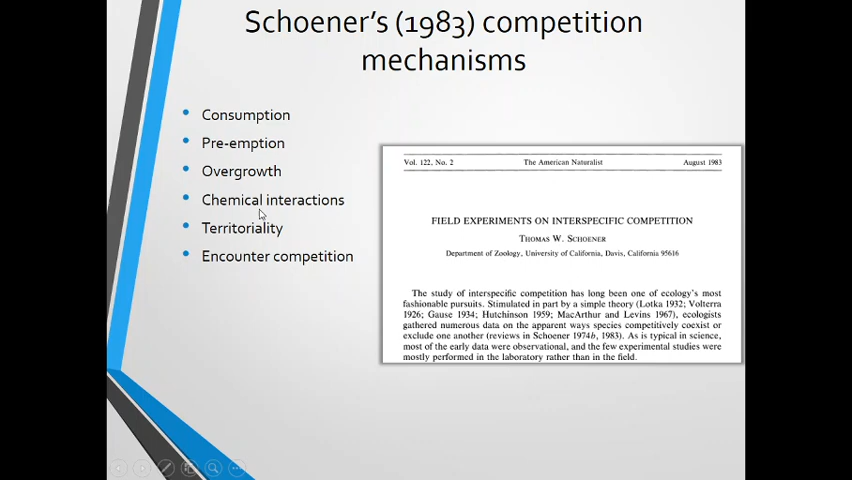 Schoener's (1983) competition
mechanisms
• Consumption
• Pre-emption
• Overgrowth
• Chemical interactions
• Territoriality
• Encounter competition
Vol. 122, No. 2 The American Naturalist August 1983
FIELD EXPERIMENTS ON INTERSPECIFIC COMPETITION
Thomas W. Schoener
Department of Zoology, University of California, Davis, California 95616
The study of interspecific competition has long been one of ecology's most
fashionable pursuits. Stimulated in part by a simple theory (Lotka 1932; Volterra
1926; Gause 1934; Hutchinson 1959; MacArthur and Levins 1967), ecologists
gathered numerous data on the apparent ways species competitively coexist or
exclude one another (reviews in Schoener 1974b, 1983). As is typical in science,
most of the early data were observational, and the few experimental studies were
mostly performed in the laboratory rather than in the field.